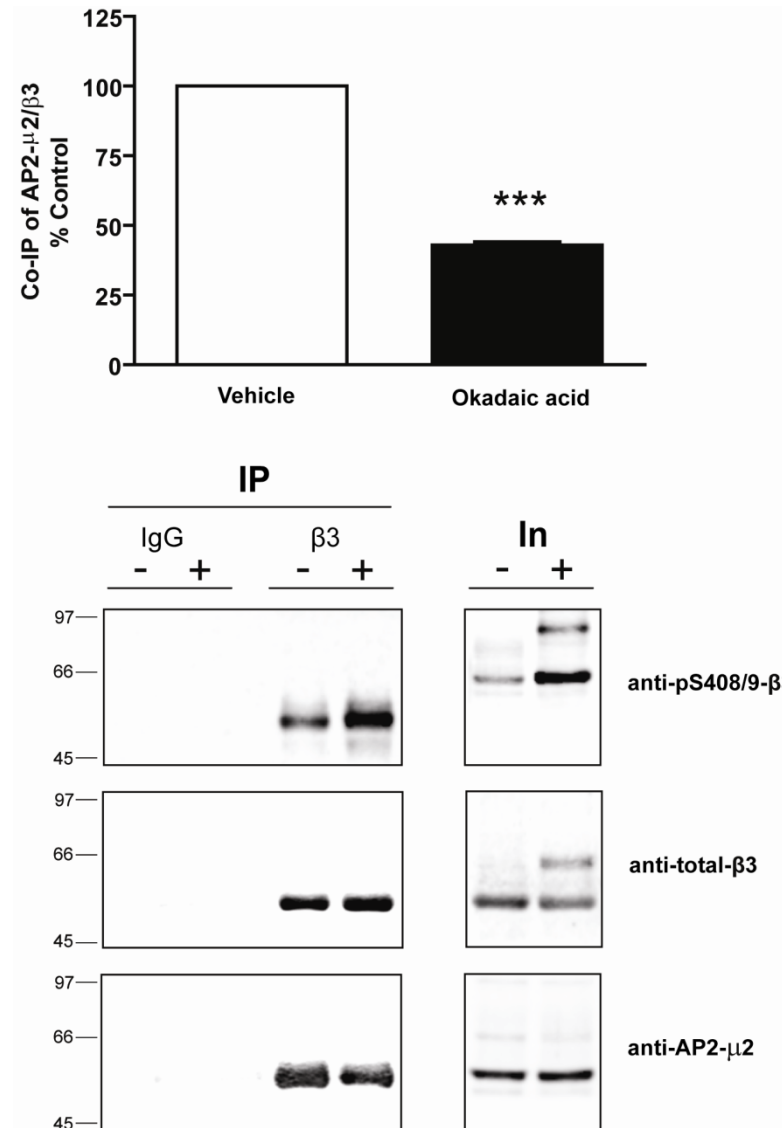 125
100
75
50
25
0
Co-IP of AP2-μ2/β3
% Control
***
Vehicle Okadaic acid
IP
IgG β3 In
- + - + - +
97
66
45
anti-pS408/9-β
97
66
45
anti-total-β3
97
66
45
anti-AP2-μ2